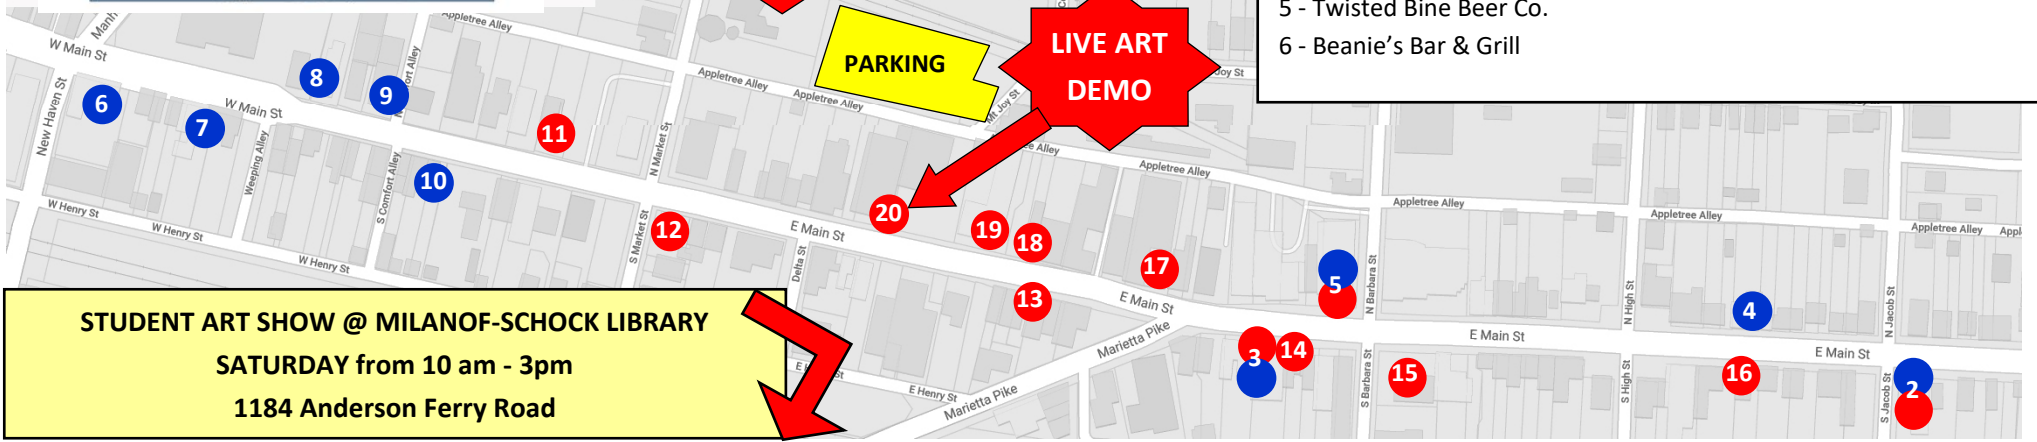 5 - Twisted Bine Beer Co.
6 - Beanie's Bar & Grill
PARKING
LIVE ART
DEMO
W Main St
Appletree Alley
8
9
6
7
W Main St
New Haven St
Weeping Alley
11
10
S Comfort Alley
N Market St
Appletree Alley
Appletree Alley
Mt Joy St
Joy St
Appletree Alley
W Henry St
W Henry St
W Henry St
12
S Market St
20
E Main St
19
18
17
Delta St
13
E Main St
5
N Barbara St
Appletree Alley
Appletree Alley
Appletree Alley
N High St
4
N Jacob St
E Main St
E Main St
Marietta Pike
3
14
15
S Barbara St
S High St
16
S Jacob St
2
E Henry St
Marietta Pike
STUDENT ART SHOW @ MILANOF-SCHOCK LIBRARY
SATURDAY from 10 am - 3pm
1184 Anderson Ferry Road